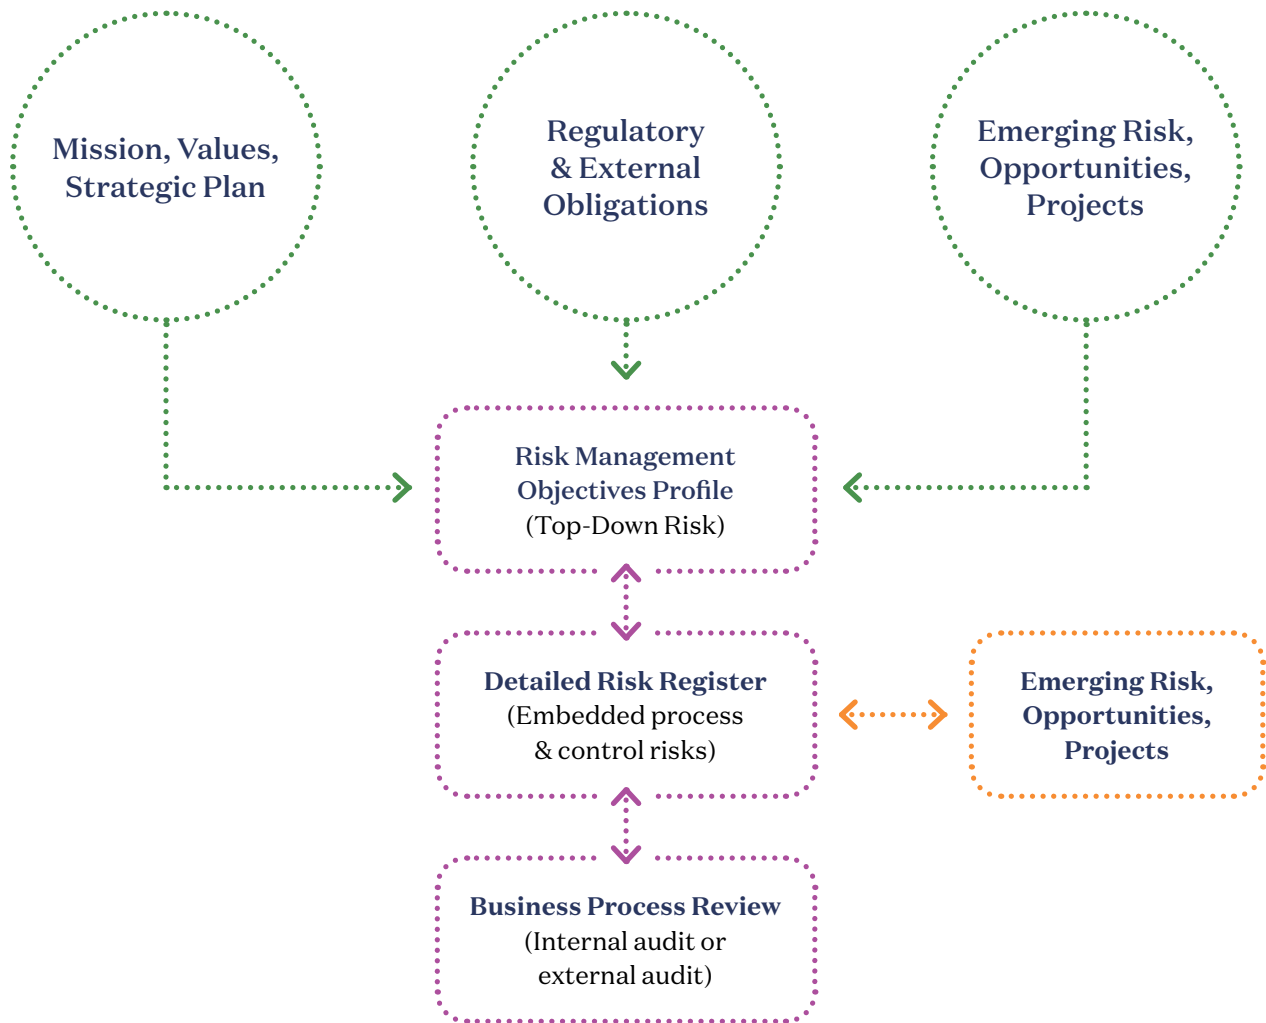 Mission, Values,
Strategic Plan
Regulatory
& External
Obligations
Emerging Risk,
Opportunities,
Projects
Risk Management
Objectives Profile
(Top-Down Risk)
Detailed Risk Register
(Embedded process
& control risks)
Emerging Risk,
Opportunities,
Projects
Business Process Review
(Internal audit or
external audit)